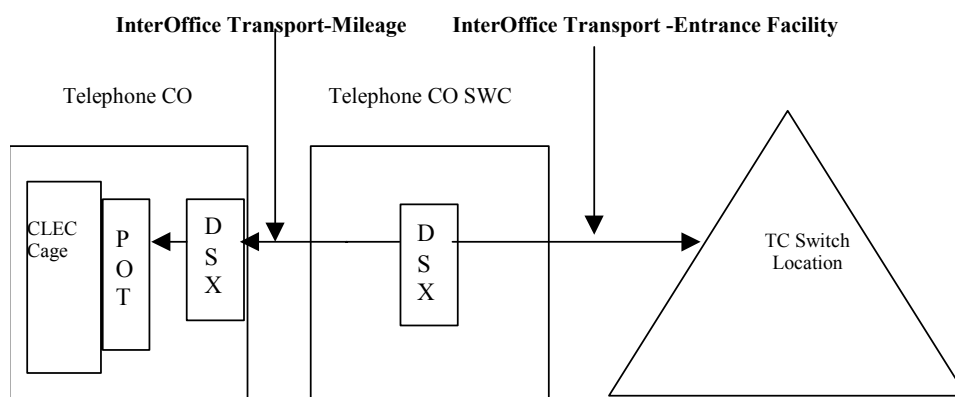 InterOffice Transport-Mileage
InterOffice Transport -Entrance Facility
Telephone CO
Telephone CO SWC
CLEC
Cage
P
O
T
D
S
X
D
S
X
TC Switch
Location